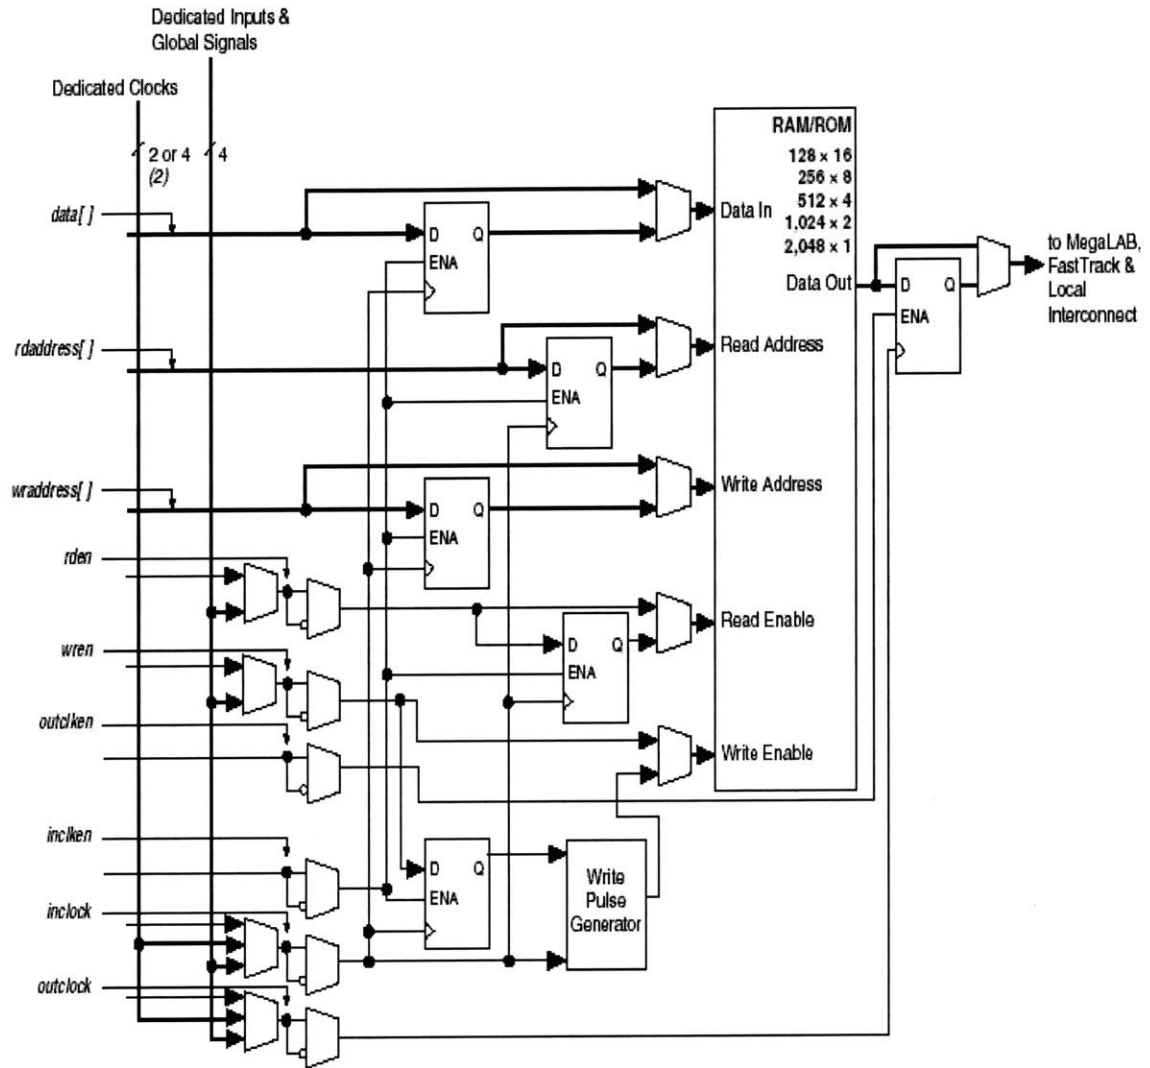 Dedicated Inputs &
Global Signals
Dedicated Clocks
2 or 4
(2)
4
data[ ]
D Q
ENA
Data In
RAM/ROM
128 × 16
256 × 8
512 × 4
1,024 × 2
2,048 × 1
Data Out
D Q
ENA
to MegaLAB,
FastTrack &
Local
Interconnect
rdaddress[ ]
D Q
ENA
Read Address
wraddress[ ]
D Q
ENA
Write Address
rden
D Q
ENA
Read Enable
wren
outclken
Write Enable
inclken
D Q
ENA
Write
Pulse
Generator
inclock
outclock